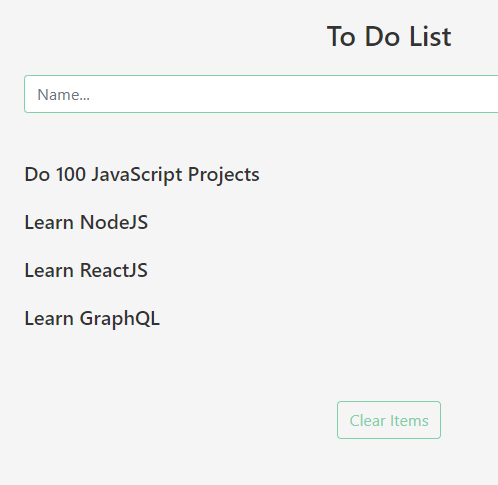 To Do List
Name...
Do 100 JavaScript Projects
Learn NodeJS
Learn ReactJS
Learn GraphQL
Clear Items